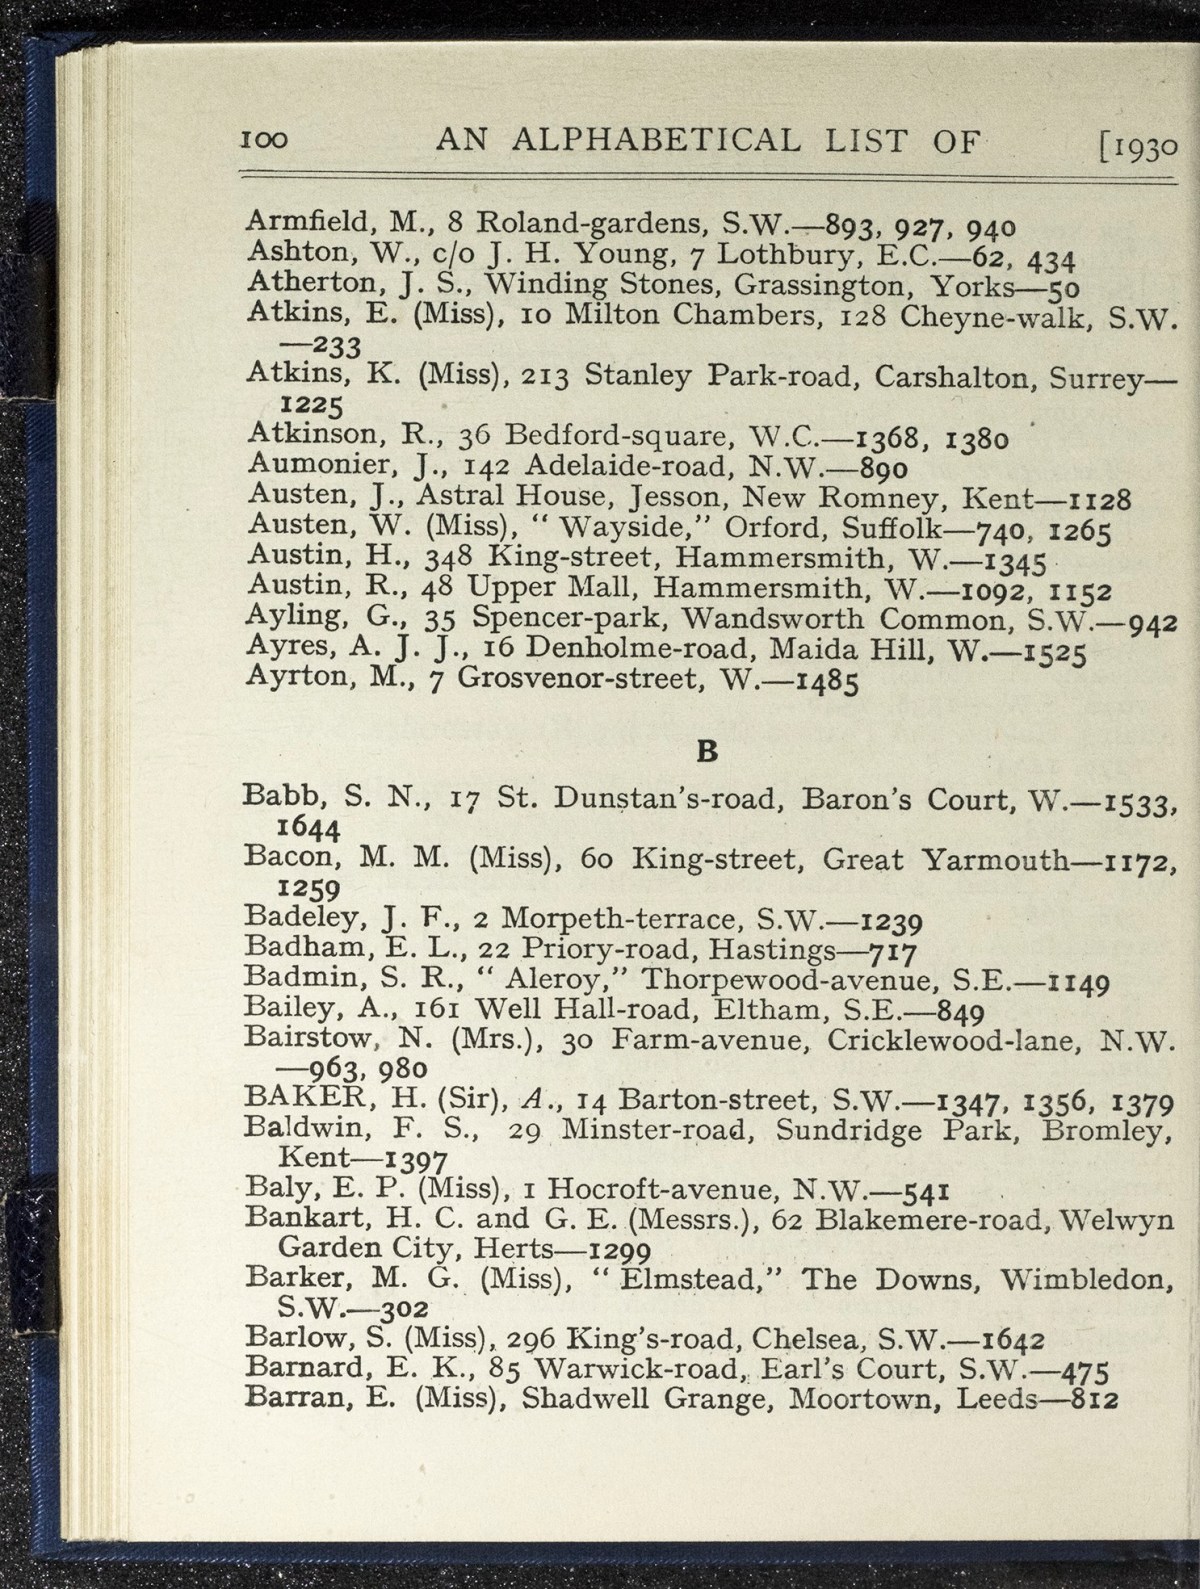 100 AN ALPHABETICAL LIST OF [1930
Armfield, M., 8 Roland-gardens, S.W.—893, 927, 940
Ashton, W., c/o J. H. Young, 7 Lothbury, E.C.—62, 434
Atherton, J. S., Winding Stones, Grassington, Yorks—50
Atkins, E. (Miss), 10 Milton Chambers, 128 Cheyne-walk, S.W.
—233
Atkins, K. (Miss), 213 Stanley Park-road, Carshalton, Surrey—
1225
Atkinson, R., 36 Bedford-square, W.C.—1368, 1380
Aumonier, J., 142 Adelaide-road, N.W.—890
Austen, J., Astral House, Jesson, New Romney, Kent—1128
Austen, W. (Miss), “ Wayside,” Orford, Suffolk—740, 1265
Austin, H., 348 King-street, Hammersmith, W.—1345
Austin, R., 48 Upper Mall, Hammersmith, W.—1092, 1152
Ayling, G., 35 Spencer-park, Wandsworth Common, S.W.—942
Ayres, A. J. J., 16 Denholme-road, Maida Hill, W.—1525
Ayrton, M., 7 Grosvenor-street, W.—1485
B
Babb, S. N., 17 St. Dunstan's-road, Baron's Court, W.—1533,
1644
Bacon, M. M. (Miss), 60 King-street, Great Yarmouth—1172,
1259
Badeley, J. F., 2 Morpeth-terrace, S.W.—1239
Badham, E. L., 22 Priory-road, Hastings—717
Badmin, S. R., “ Aleroy,” Thorpewood-avenue, S.E.—1149
Bailey, A., 161 Well Hall-road, Eltham, S.E.—849
Bairstow, N. (Mrs.), 30 Farm-avenue, Cricklewood-lane, N.W.
—963, 980
BAKER, H. (Sir), A., 14 Barton-street, S.W.—1347, 1356, 1379
Baldwin, F. S., 29 Minster-road, Sundridge Park, Bromley,
Kent—1397
Baly, E. P. (Miss), 1 Hocroft-avenue, N.W.—541
Bankart, H. C. and G. E. (Messrs.), 62 Blakemere-road, Welwyn
Garden City, Herts—1299
Barker, M. G. (Miss), “ Elmstead,” The Downs, Wimbledon,
S.W.—302
Barlow, S. (Miss), 296 King's-road, Chelsea, S.W.—1642
Barnard, E. K., 85 Warwick-road, Earl's Court, S.W.—475
Barran, E. (Miss), Shadwell Grange, Moortown, Leeds—812